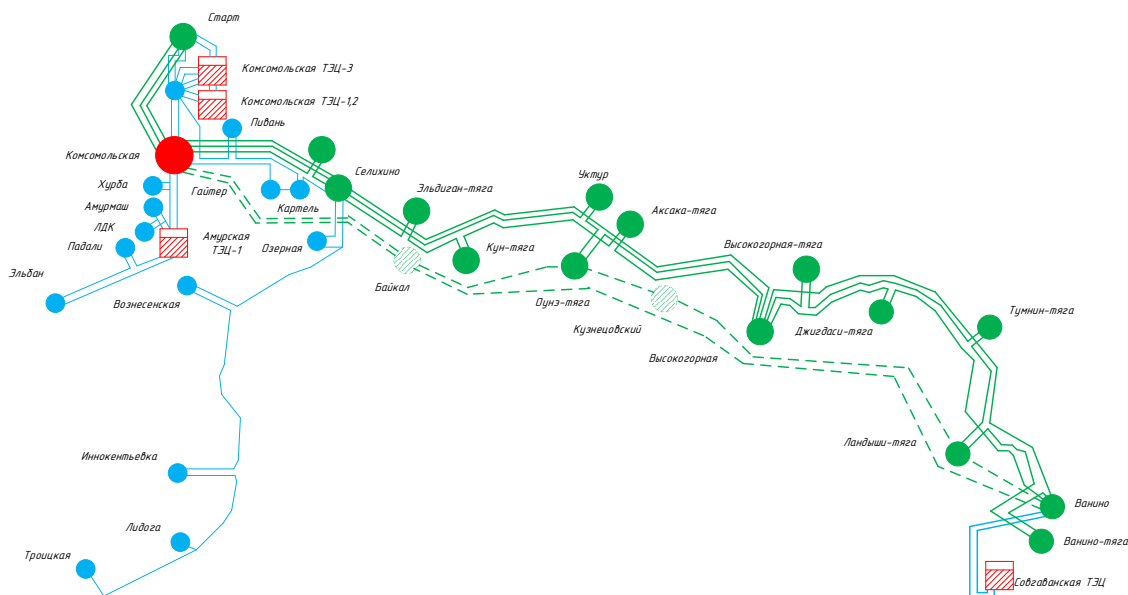 Старт
Комсомольская ТЭЦ-3
Комсомольская ТЭЦ-1,2
Пивань
Комсомольская
Селихино
Хурба
Гайтер
Эльдиган-тяга
Уктур
Амурмаш
Картель
Аксака-тяга
ЛДК
Амурская
ТЭЦ-1
Падали
Озерная
Кун-тяга
Высокогорная-тяга
Эльбан
Байкал
Вознесенская
Оунэ-тяга
Кузнецовский
Джигдаси-тяга
Тумнин-тяга
Высокогорная
Ландыши-тяга
Иннокентьевка
Ванино
Лидога
Ванино-тяга
Троицкая
Совгаванская ТЭЦ